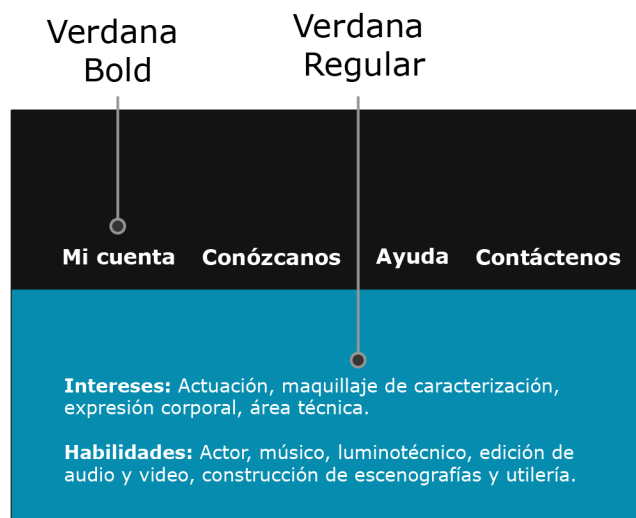 Verdana
Bold
Verdana
Regular
Mi cuenta Conózcanos Ayuda Contáctenos
Intereses: Actuación, maquillaje de caracterización,
expresión corporal, área técnica.
Habilidades: Actor, músico, luminotécnico, edición de
audio y video, construcción de escenografías y utilería.